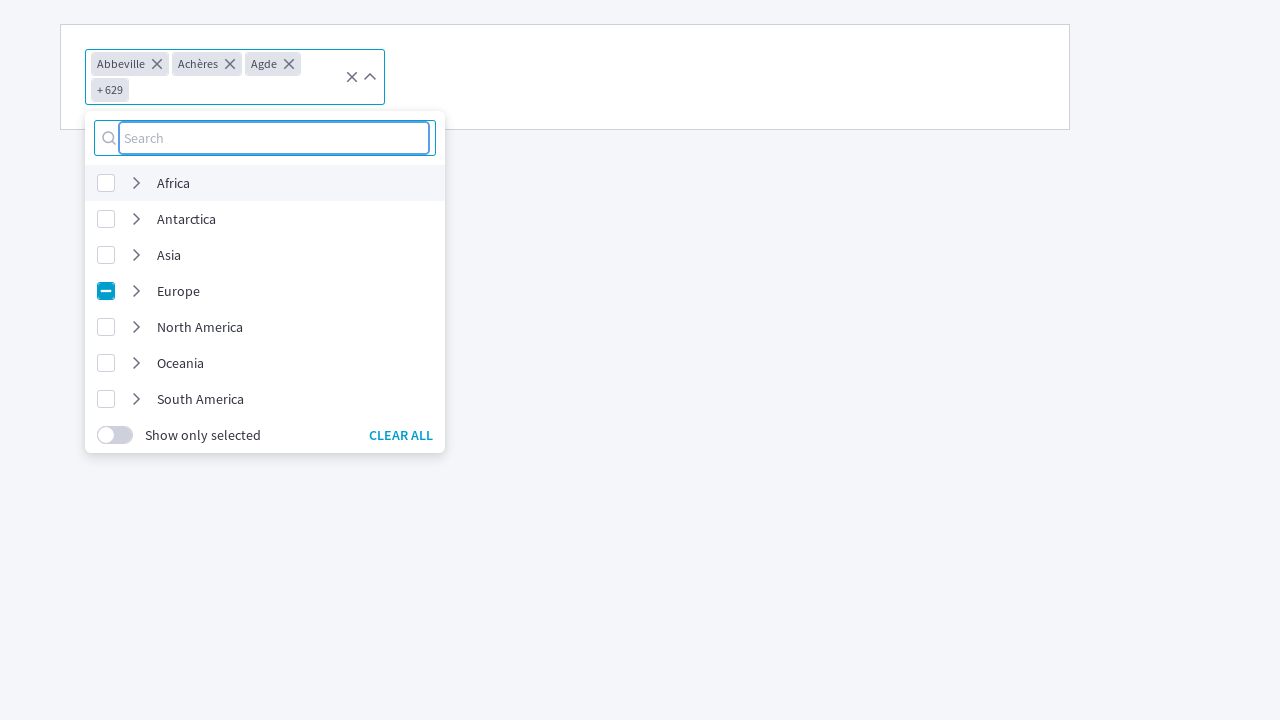 Abbeville Achères Agde
+ 629
Search
Africa
Antarctica
Asia
Europe
North America
Oceania
South America
Show only selected CLEAR ALL